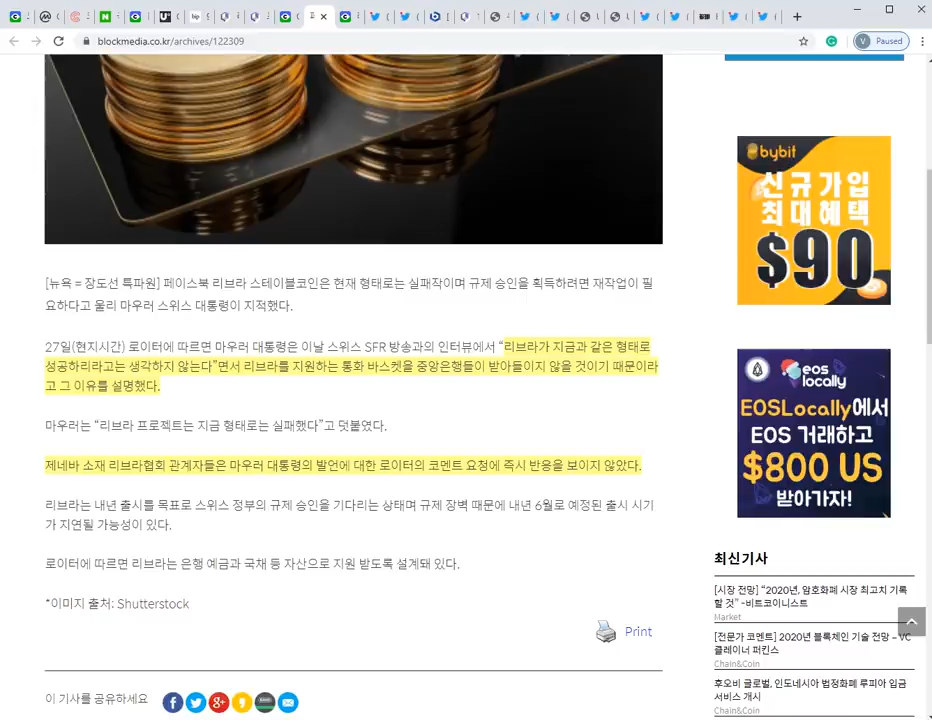 blockmedia.co.kr/archives/122309
V Paused
[뉴욕 = 장도선 특파원] 페이스북 리브라 스테이블코인은 현재 형태로는 실패작이며 규제 승인을 획득하려면 재작업이 필
요하다고 울리 마우러 스위스 대통령이 지적했다.
27일(현지시간) 로이터에 따르면 마우러 대통령은 이날 스위스 SFR 방송과의 인터뷰에서 “리브라가 지금과 같은 형태로
성공하리라고는 생각하지 않는다”면서 리브라를 지원하는 통화 바스켓을 중앙은행들이 받아들이지 않을 것이기 때문이라
고 그 이유를 설명했다.
마우러는 “리브라 프로젝트는 지금 형태로는 실패했다”고 덧붙였다.
제네바 소재 리브라협회 관계자들은 마우러 대통령의 발언에 대한 로이터의 코멘트 요청에 즉시 반응을 보이지 않았다.
리브라는 내년 출시를 목표로 스위스 정부의 규제 승인을 기다리는 상태며 규제 장벽 때문에 내년 6월로 예정된 출시 시기
가 지연될 가능성이 있다.
로이터에 따르면 리브라는 은행 예금과 국채 등 자산으로 지원 받도록 설계돼 있다.
*이미지 출처: Shutterstock
Print
이 기사를 공유하세요
bybit
신규가입
최대혜택
$90
eos
locally
EOSLocally에서
EOS 거래하고
$800 US
받아가자!
최신기사
[시장 전망] “2020년, 암호화폐 시장 최고치 기록
할 것” -비트코이니스트
Market
[전문가 코멘트] 2020년 블록체인 기술 전망 – VC
클레이너 퍼킨스
Chain&Coin
후오비 글로벌, 인도네시아 법정화폐 루피아 입금
서비스 개시
Chain&Coin